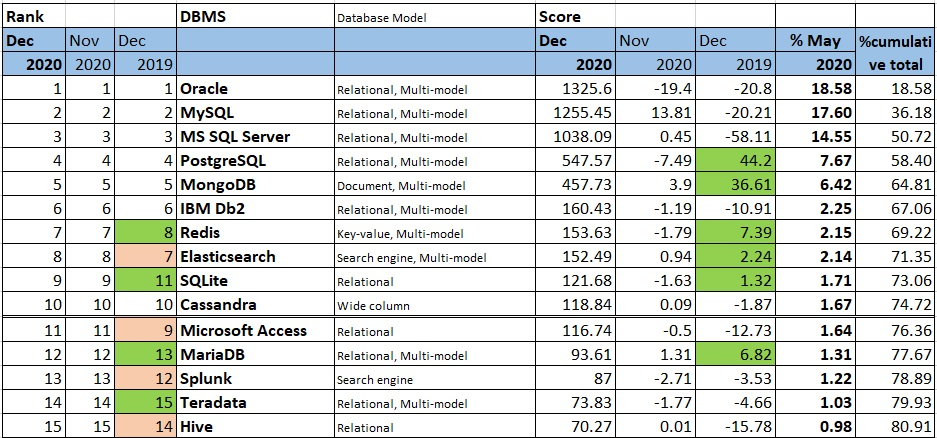 Rank DBMS Database Model Score
Dec Nov Dec Dec Nov Dec % May %cumulati
2020 2020 2019 2020 2020 2019 2020 ve total
1 1 1 Oracle Relational, Multi-model 1325.6 -19.4 -20.8 18.58 18.58
2 2 2 MySQL Relational, Multi-model 1255.45 13.81 -20.21 17.60 36.18
3 3 3 MS SQL Server Relational, Multi-model 1038.09 0.45 -58.11 14.55 50.72
4 4 4 PostgreSQL Relational, Multi-model 547.57 -7.49 44.2 7.67 58.40
5 5 5 MongoDB Document, Multi-model 457.73 3.9 36.61 6.42 64.81
6 6 6 IBM Db2 Relational, Multi-model 160.43 -1.19 -10.91 2.25 67.06
7 7 8 Redis Key-value, Multi-model 153.63 -1.79 7.39 2.15 69.22
8 8 7 Elasticsearch Search engine, Multi-model 152.49 0.94 2.24 2.14 71.35
9 9 11 SQLite Relational 121.68 -1.63 1.32 1.71 73.06
10 10 10 Cassandra Wide column 118.84 0.09 -1.87 1.67 74.72
11 11 9 Microsoft Access Relational 116.74 -0.5 -12.73 1.64 76.36
12 12 13 MariaDB Relational, Multi-model 93.61 1.31 6.82 1.31 77.67
13 13 12 Splunk Search engine 87 -2.71 -3.53 1.22 78.89
14 14 15 Teradata Relational, Multi-model 73.83 -1.77 -4.66 1.03 79.93
15 15 14 Hive Relational 70.27 0.01 -15.78 0.98 80.91